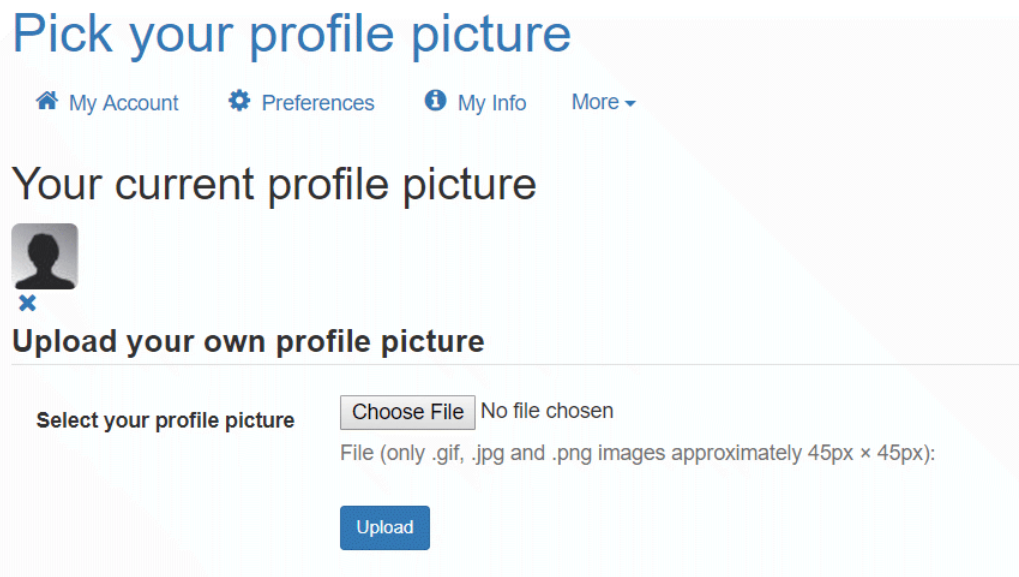 Pick your profile picture
My Account Preferences My Info More
Your current profile picture
Upload your own profile picture
Select your profile picture Choose File No file chosen
File (only .gif, .jpg and .png images approximately 45px × 45px):
Upload